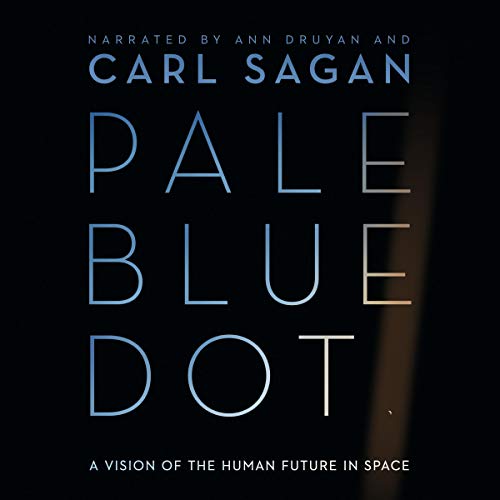 NARRATED BY ANN DRUYAN AND
CARL SAGAN
PALE
BLUE
DOT
A VISION OF THE HUMAN FUTURE IN SPACE